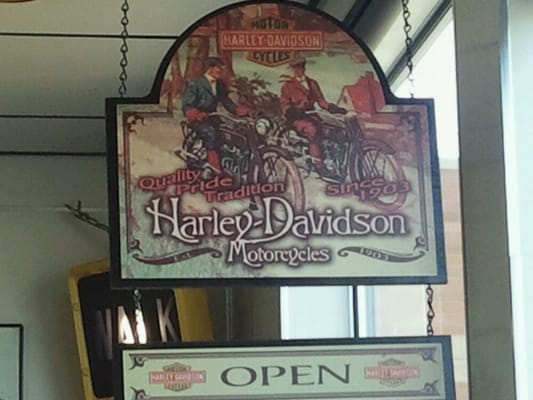 MOTOR
HARLEY-DAVIDSON
CYCLES
Quality
Pride
Tradition
Since
1903
Harley-Davidson
Motorcycles
Est.
1903
WALK
OPEN
HARLEY-DAVIDSON
HARLEY-DAVIDSON